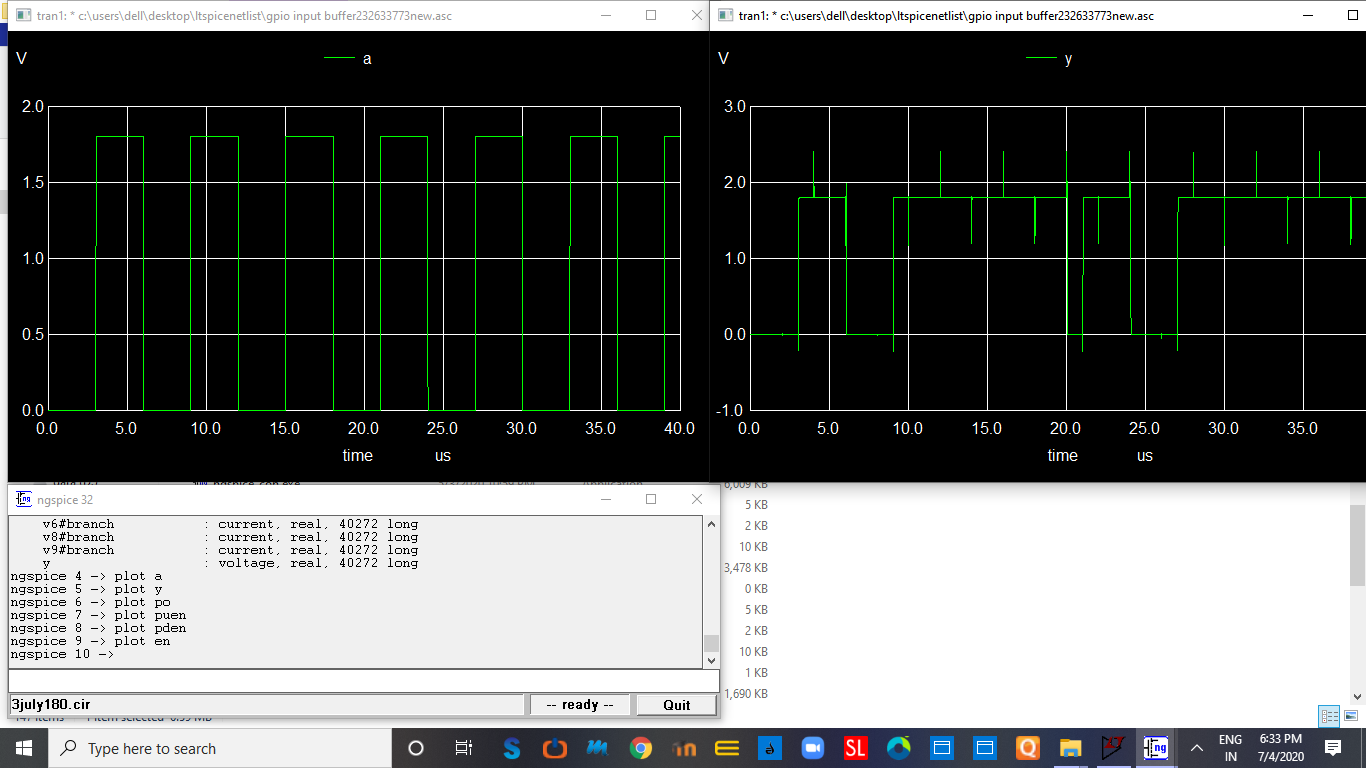 tran1: * c:\users\dell\desktop\ltspicenetlist\gpio input buffer232633773new.asc
V
a
2.0
1.5
1.0
0.5
0.0
0.0 5.0 10.0 15.0 20.0 25.0 30.0 35.0 40.0
time us
tran1: * c:\users\dell\desktop\ltspicenetlist\gpio input buffer232633773new.asc
V
y
3.0
2.0
1.0
0.0
-1.0
0.0 5.0 10.0 15.0 20.0 25.0 30.0 35.0
time us
ngspice 32
v6#branch : current, real, 40272 long
v8#branch : current, real, 40272 long
v9#branch : current, real, 40272 long
y : voltage, real, 40272 long
ngspice 4 -> plot a
ngspice 5 -> plot y
ngspice 6 -> plot po
ngspice 7 -> plot puen
ngspice 8 -> plot pden
ngspice 9 -> plot en
ngspice 10 ->
3july180.cir
-- ready --
Quit
5 KB
2 KB
10 KB
3,478 KB
0 KB
5 KB
2 KB
10 KB
1 KB
1,690 KB
Type here to search
SL
ENG
IN
6:33 PM
7/4/2020